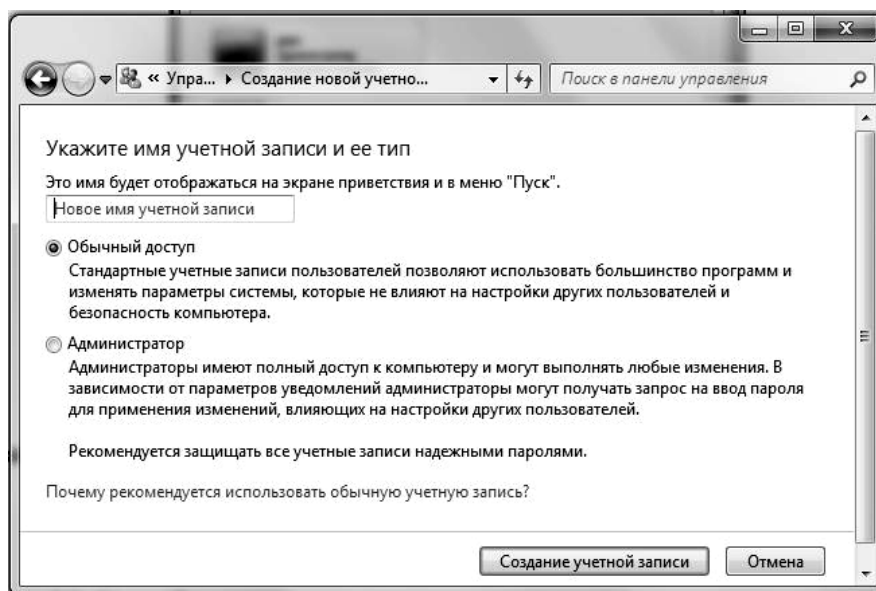 « Упра... Создание новой учетно...
Поиск в панели управления
Укажите имя учетной записи и ее тип
Это имя будет отображаться на экране приветствия и в меню "Пуск".
Новое имя учетной записи
Обычный доступ
Стандартные учетные записи пользователей позволяют использовать большинство программ и
изменять параметры системы, которые не влияют на настройки других пользователей и
безопасность компьютера.
Администратор
Администраторы имеют полный доступ к компьютеру и могут выполнять любые изменения. В
зависимости от параметров уведомлений администраторы могут получать запрос на ввод пароля
для применения изменений, влияющих на настройки других пользователей.
Рекомендуется защищать все учетные записи надежными паролями.
Почему рекомендуется использовать обычную учетную запись?
Создание учетной записи
Отмена